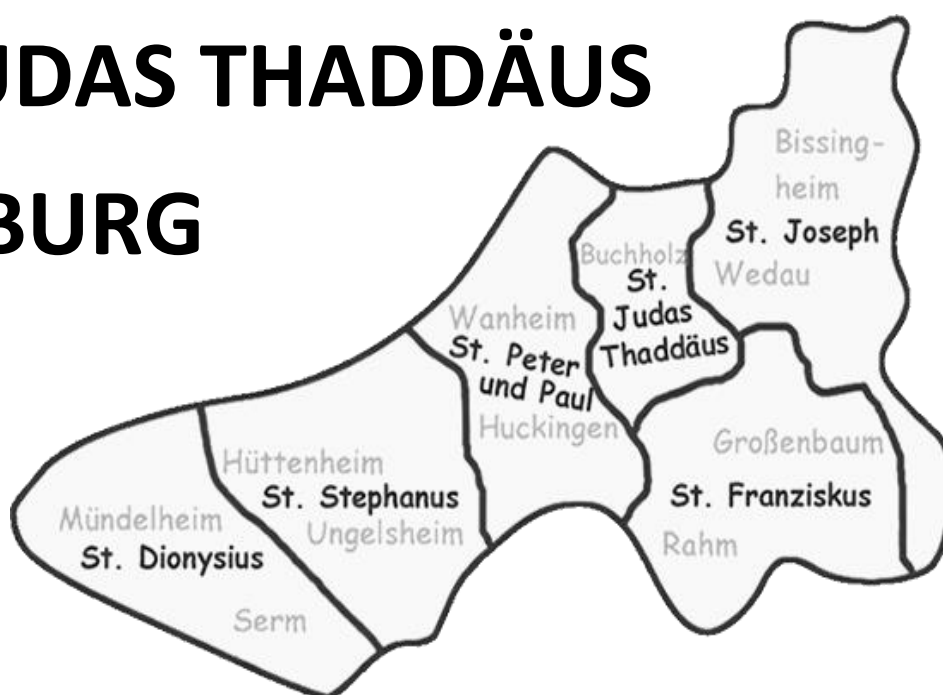 UDAS THADDÄUS
BURG
Bissing-
heim
St. Joseph
Wedau
Buchholz
St.
Judas
Thaddäus
Wanheim
St. Peter
und Paul
Huckingen
Großenbaum
St. Franziskus
Rahm
Hüttenheim
St. Stephanus
Ungelsheim
Mündelheim
St. Dionysius
Serm